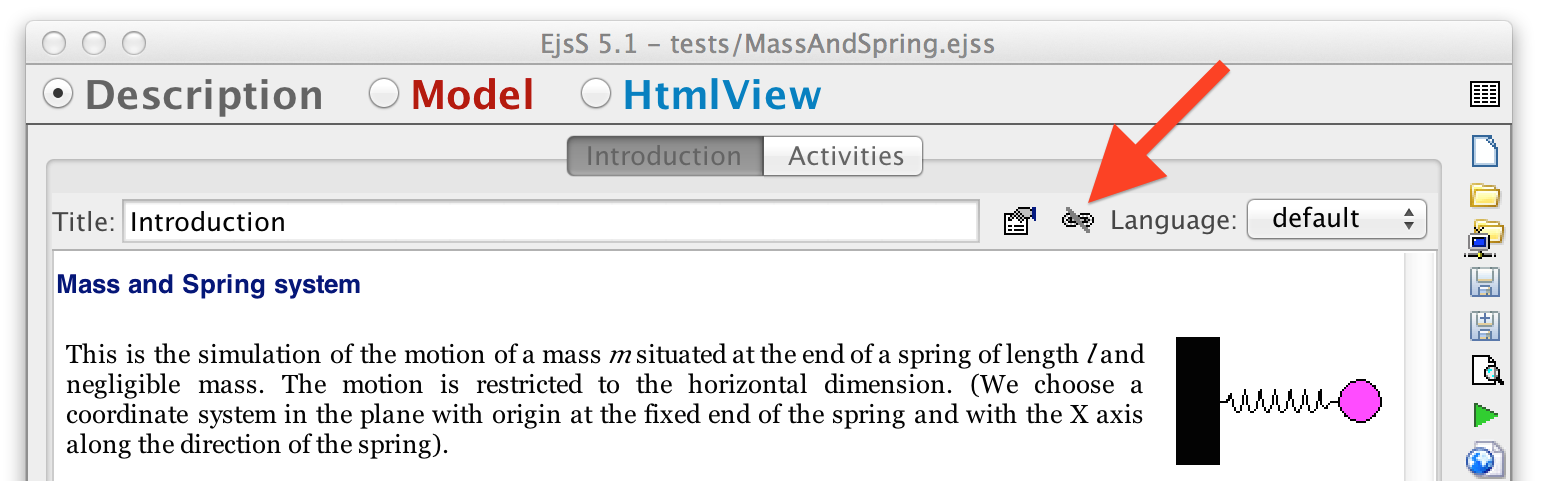 EjsS 5.1 – tests/MassAndSpring.ejss
Description Model HtmlView
Introduction Activities
Title: Introduction Language: default
Mass and Spring system
This is the simulation of the motion of a mass m situated at the end of a spring of length l and
negligible mass. The motion is restricted to the horizontal dimension. (We choose a
coordinate system in the plane with origin at the fixed end of the spring and with the X axis
along the direction of the spring).